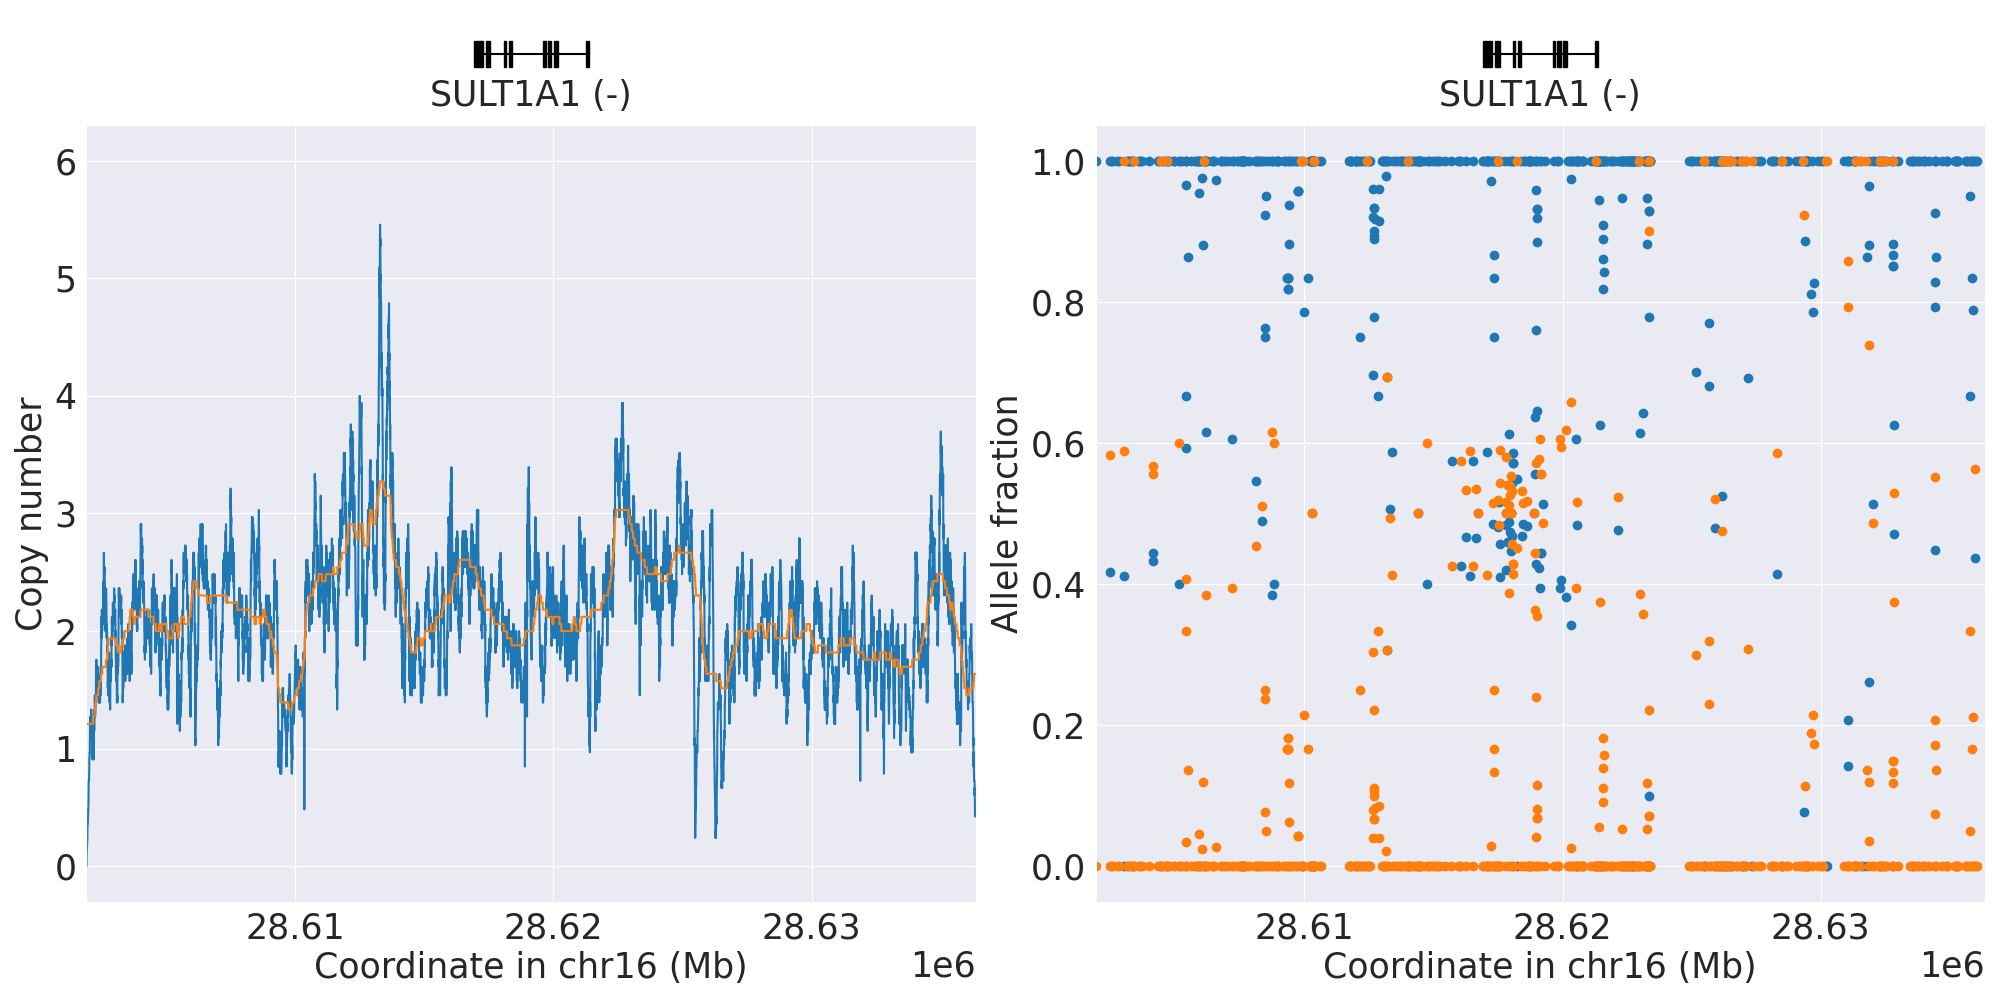 SULT1A1 (-)
6
5
4
3
2
1
0
Copy number
28.61
28.62
28.63
Coordinate in chr16 (Mb)
1e6
SULT1A1 (-)
1.0
0.8
0.6
0.4
0.2
0.0
Allele fraction
28.61
28.62
28.63
Coordinate in chr16 (Mb)
1e6